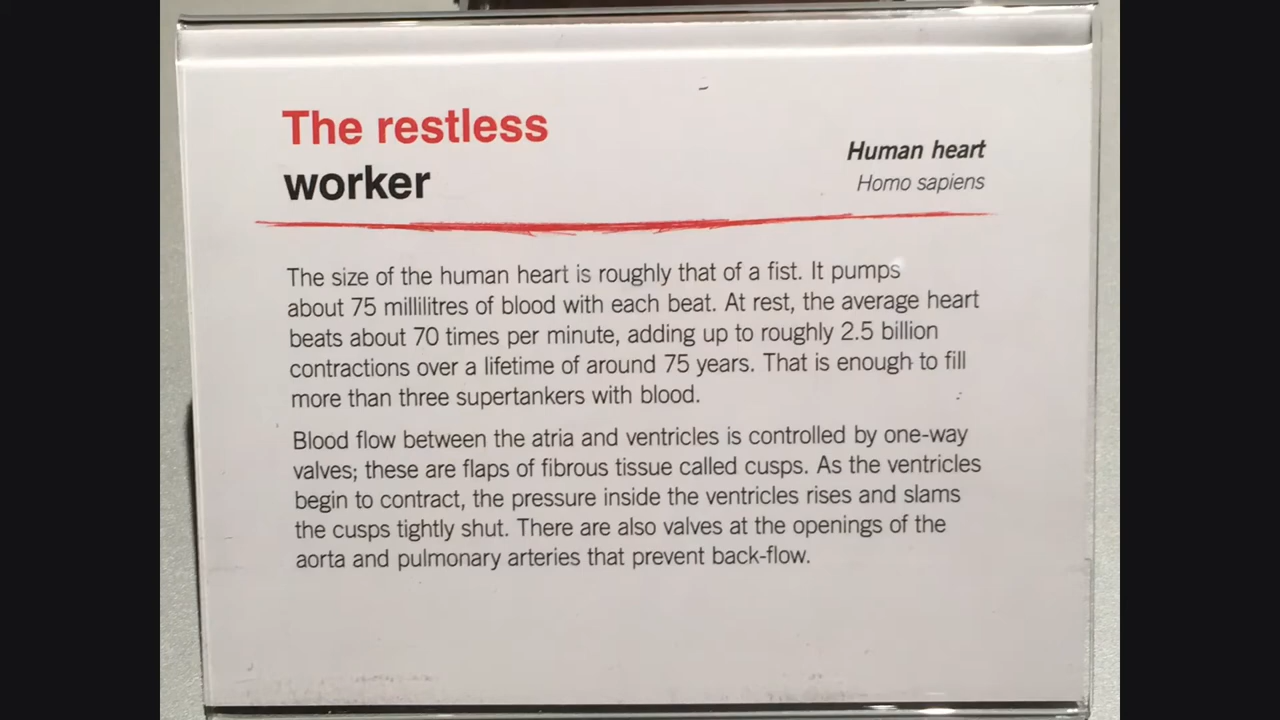 The restless
worker
Human heart
Homo sapiens
The size of the human heart is roughly that of a fist. It pumps
about 75 millilitres of blood with each beat. At rest, the average heart
beats about 70 times per minute, adding up to roughly 2.5 billion
contractions over a lifetime of around 75 years. That is enough to fill
more than three supertankers with blood.
Blood flow between the atria and ventricles is controlled by one-way
valves; these are flaps of fibrous tissue called cusps. As the ventricles
begin to contract, the pressure inside the ventricles rises and slams
the cusps tightly shut. There are also valves at the openings of the
aorta and pulmonary arteries that prevent back-flow.